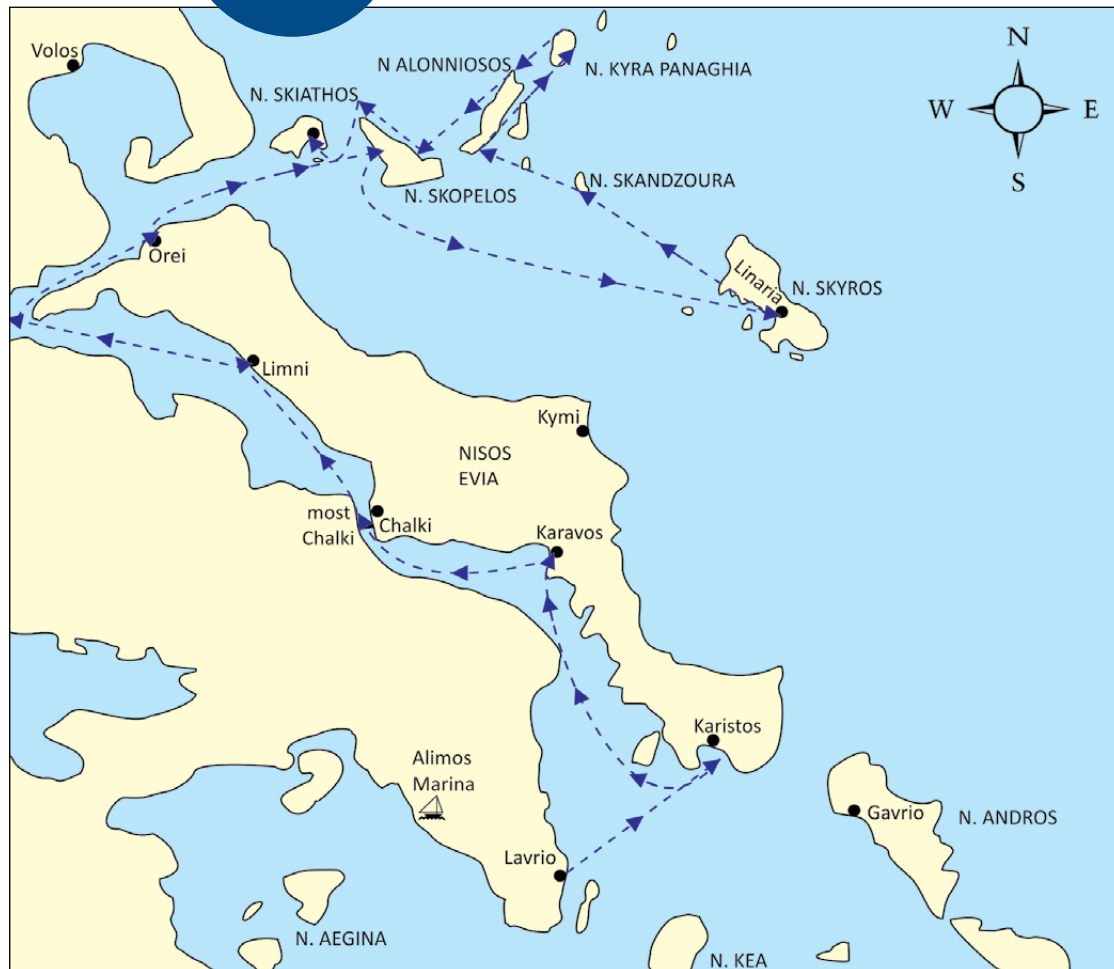 Volos
N ALONNIOSOS
N. KYRA PANAGHIA
N. SKIATHOS
N
W
E
S
N. SKANDZOURA
N. SKOPELOS
Orei
Linaria
N. SKYROS
Limni
Kymi
NISOS
EVIA
most
Chalki
Chalki
Karavos
Karistos
Alimos
Marina
Gavrio
N. ANDROS
Lavrio
N. AEGINA
N. KEA